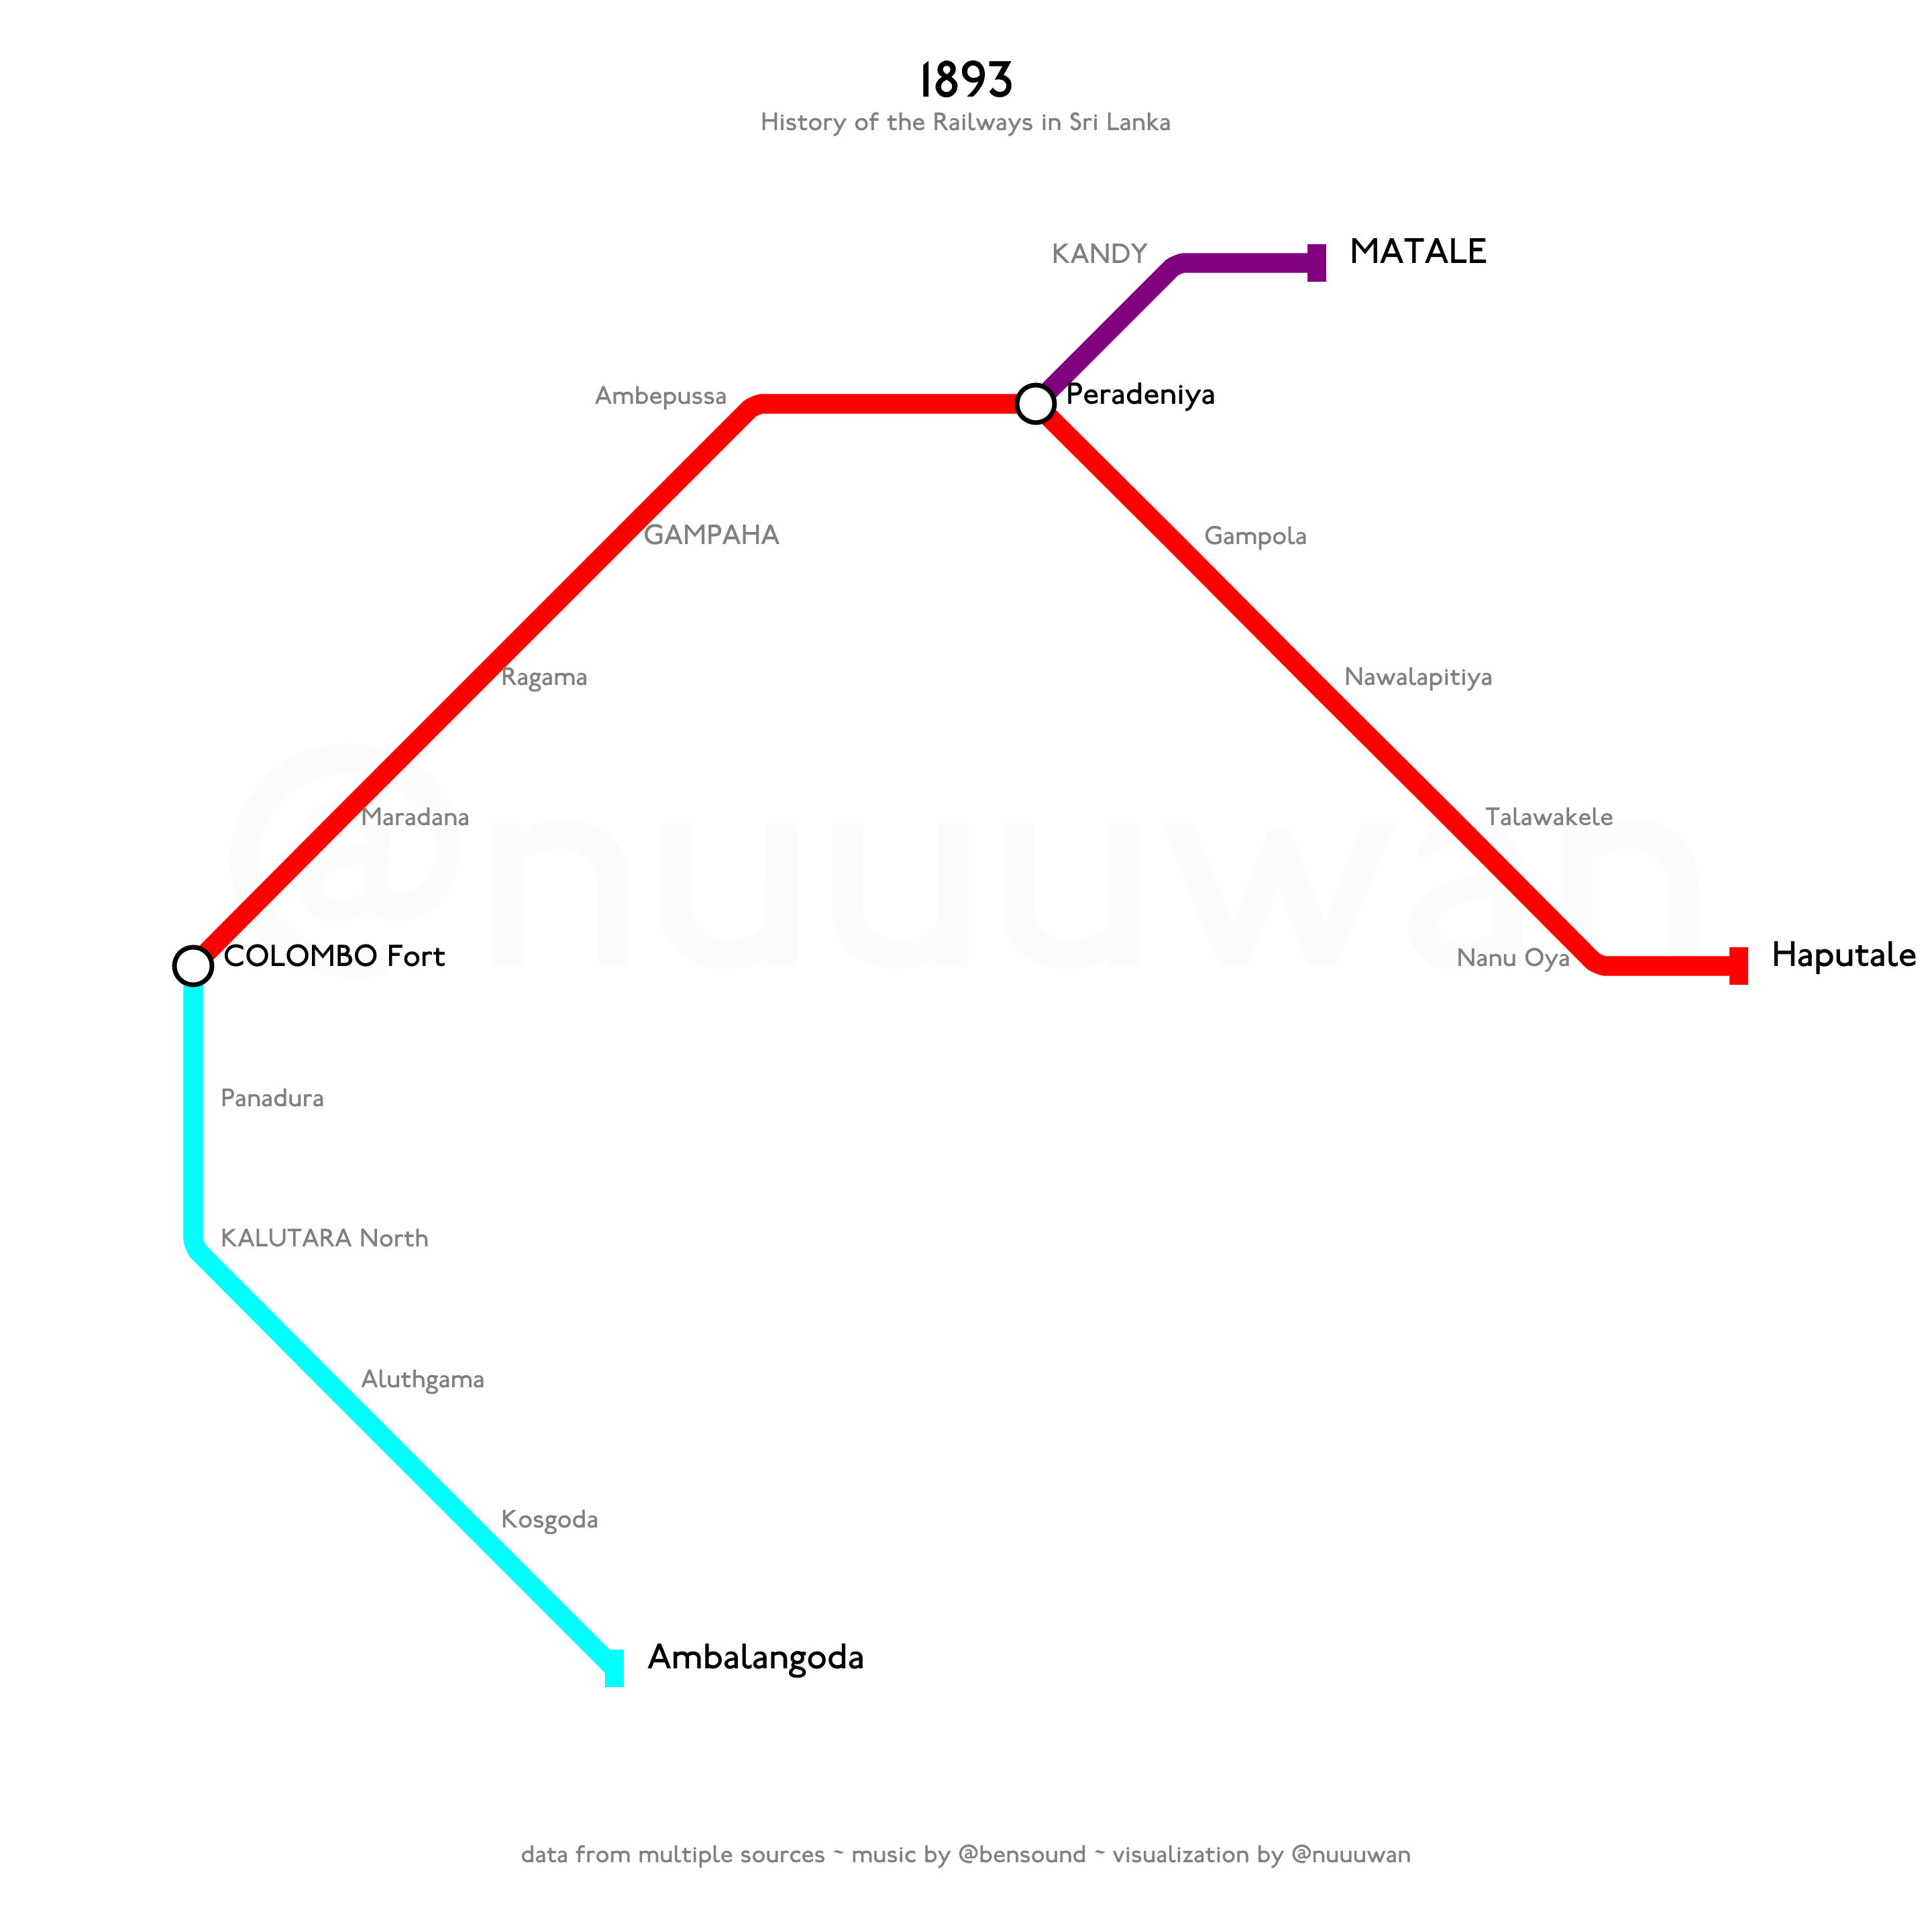 1893
History of the Railways in Sri Lanka
KANDY
MATALE
Ambepussa
Peradeniya
GAMPAHA
Gampola
Ragama
Nawalapitiya
Maradana
Talawakele
@nuuuwan
COLOMBO Fort
Nanu Oya
Haputale
Panadura
KALUTARA North
Aluthgama
Kosgoda
Ambalangoda
data from multiple sources ~ music by @bensound ~ visualization by @nuuuwan